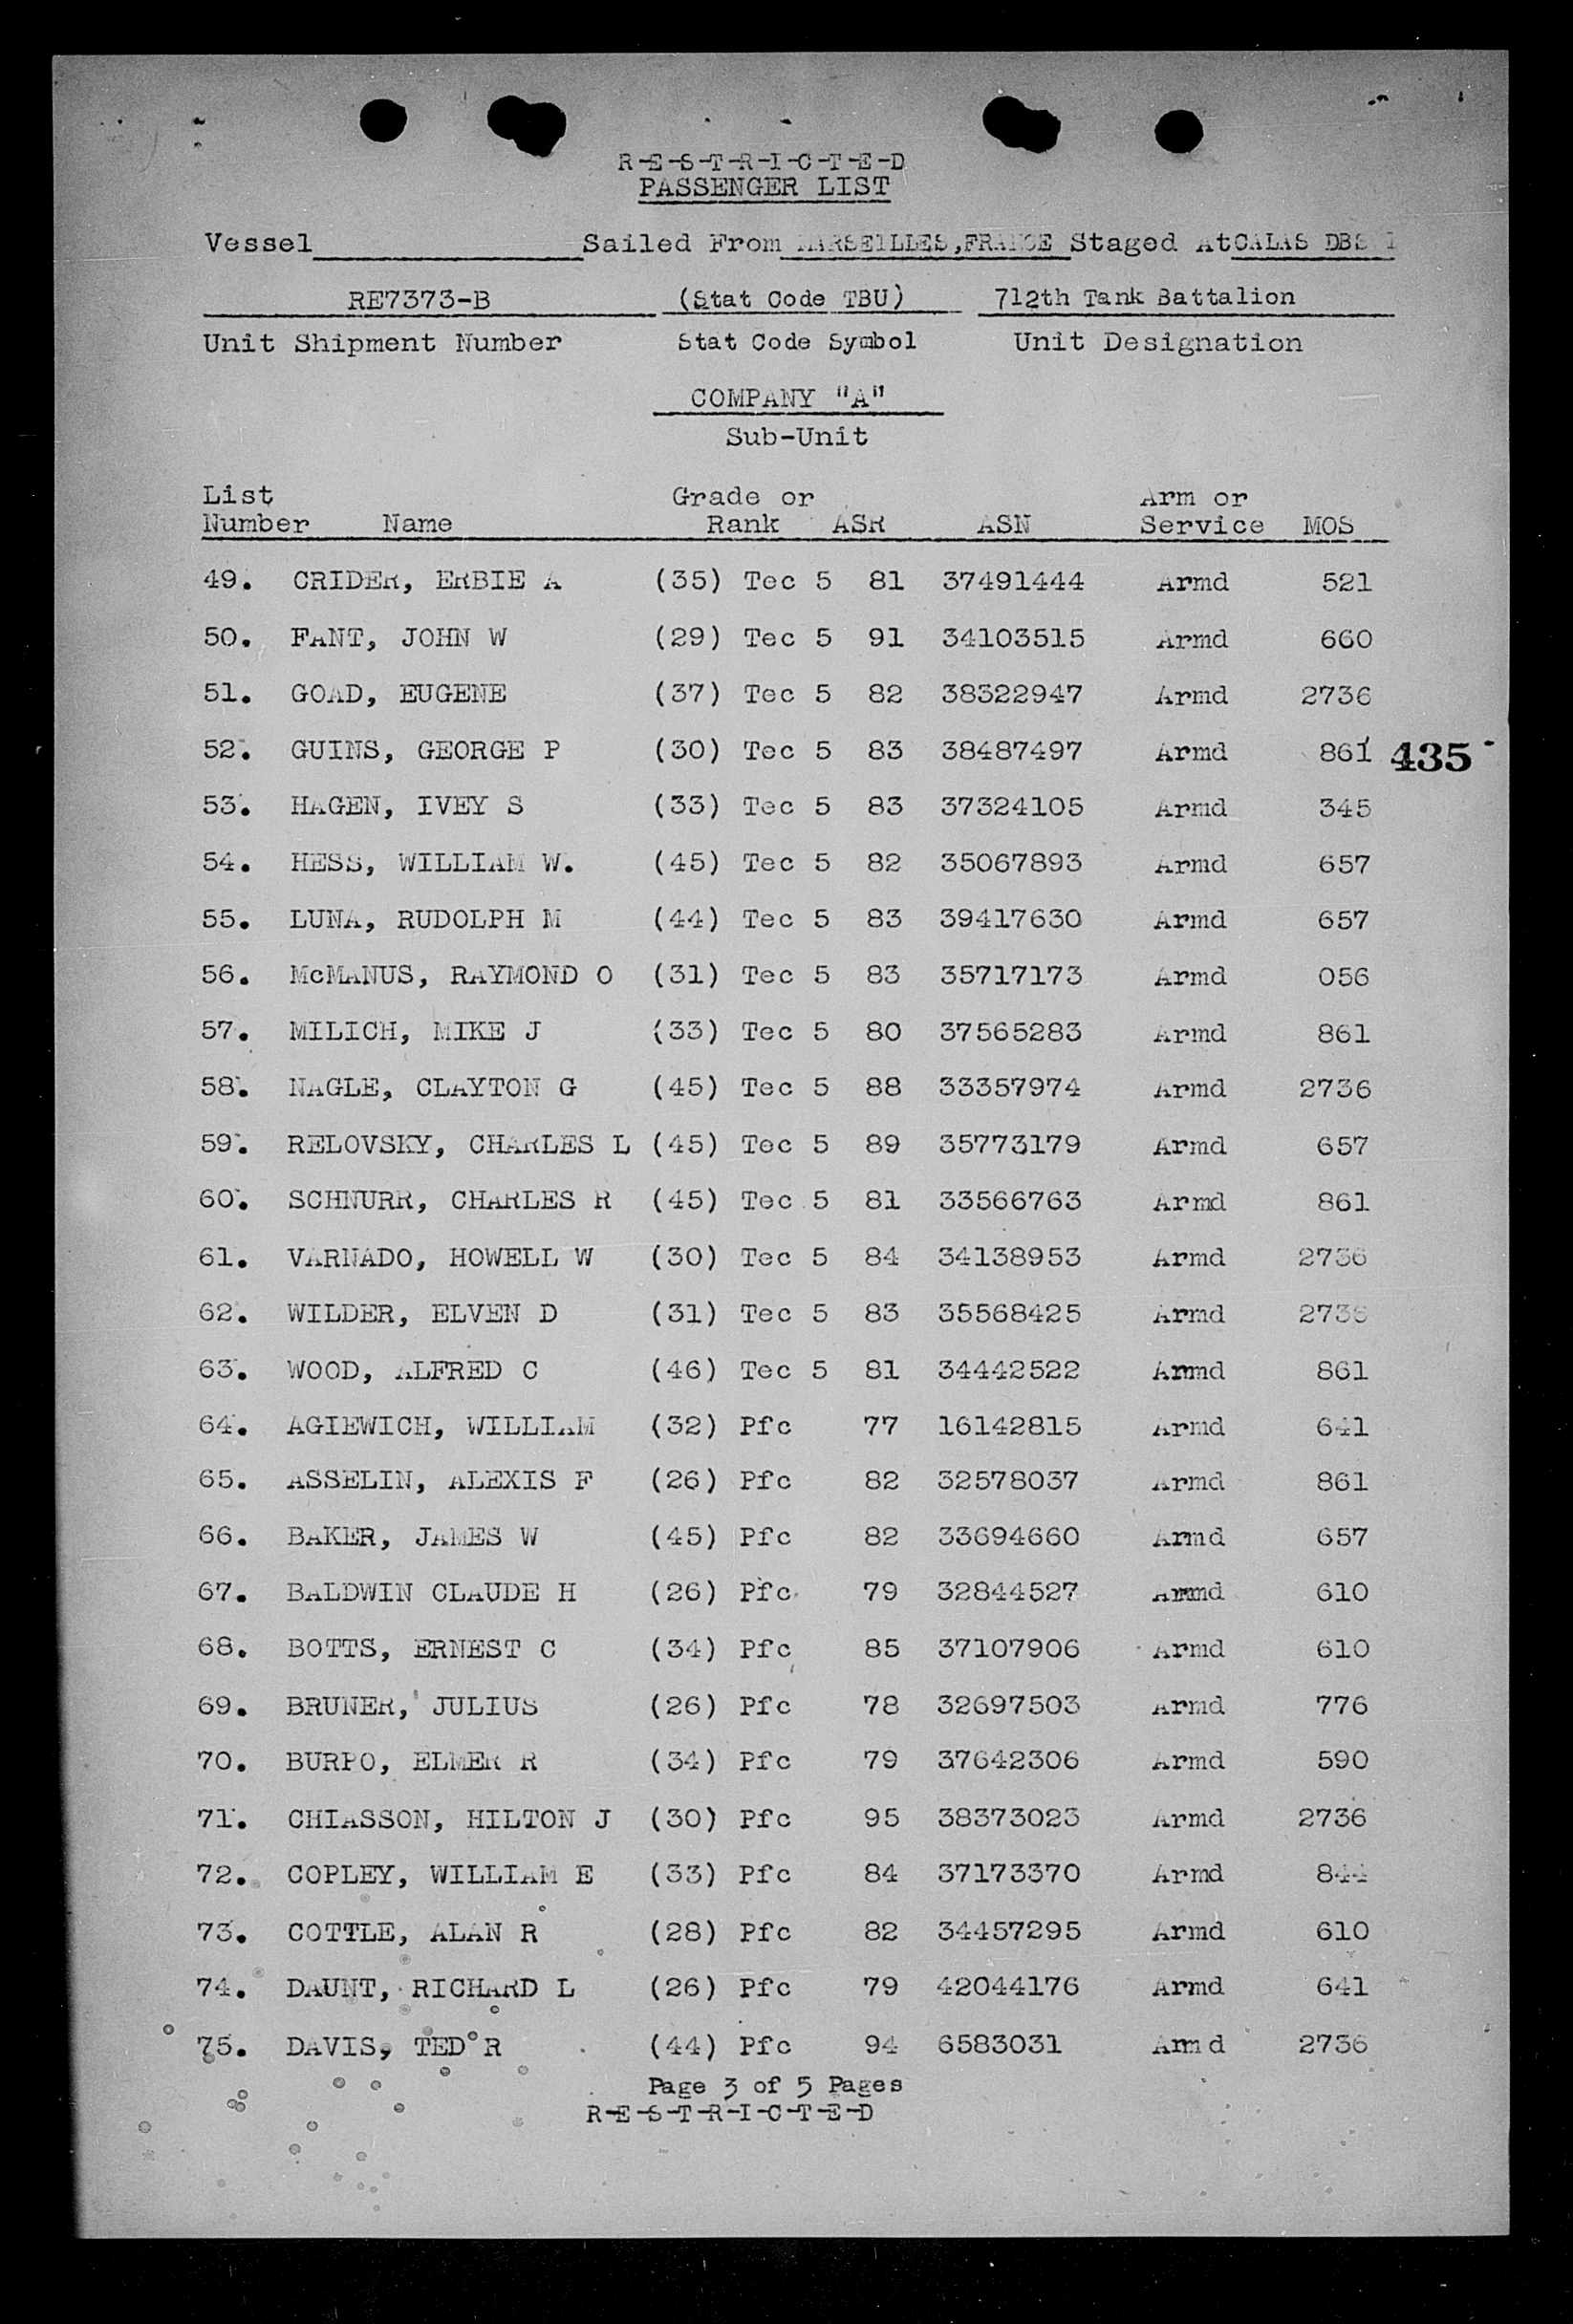 R-E-S-T-R-I-C-T-E-D
PASSENGER LIST
Vessel Sailed From MARSEILLES, FRANCE Staged At CALAS DBS
RE7373-B (Stat Code TBU) 712th Tank Battalion
Unit Shipment Number Stat Code Symbol Unit Designation
COMPANY "A"
Sub-Unit
List Grade or Arm or
Number Name Rank ASR ASN Service MOS
49. CRIDER, ERBIE A (35) Tec 5 81 37491444 Armd 521
50. FANT, JOHN W (29) Tec 5 91 34103515 Armd 660
51. GOAD, EUGENE (37) Tec 5 82 38322947 Armd 2736
52. GUINS, GEORGE P (30) Tec 5 83 38487497 Armd 861 435
53. HAGEN, IVEY S (33) Tec 5 83 37324105 Armd 345
54. HESS, WILLIAM W. (45) Tec 5 82 35067893 Armd 657
55. LUNA, RUDOLPH M (44) Tec 5 83 39417630 Armd 657
56. McMANUS, RAYMOND O (31) Tec 5 83 35717173 Armd 056
57. MILICH, MIKE J (33) Tec 5 80 37565283 Armd 861
58. NAGLE, CLAYTON G (45) Tec 5 88 33357974 Armd 2736
59. RELOVSKY, CHARLES L (45) Tec 5 89 35773179 Armd 657
60. SCHNURR, CHARLES R (45) Tec 5 81 33566763 Armd 861
61. VARNADO, HOWELL W (30) Tec 5 84 34138953 Armd 2736
62. WILDER, ELVEN D (31) Tec 5 83 35568425 Armd 2736
63. WOOD, ALFRED C (46) Tec 5 81 34442522 Armd 861
64. AGIEWICH, WILLIAM (32) Pfc 77 16142815 Armd 641
65. ASSELIN, ALEXIS F (26) Pfc 82 32578037 Armd 861
66. BAKER, JAMES W (45) Pfc 82 33694660 Armd 657
67. BALDWIN CLAUDE H (26) Pfc 79 32844527 Armd 610
68. BOTTS, ERNEST C (34) Pfc 85 37107906 Armd 610
69. BRUNER, JULIUS (26) Pfc 78 32697503 Armd 776
70. BURPO, ELMER R (34) Pfc 79 37642306 Armd 590
71. CHIASSON, HILTON J (30) Pfc 95 38373023 Armd 2736
72. COPLEY, WILLIAM E (33) Pfc 84 37173370 Armd 844
73. COTTLE, ALAN R (28) Pfc 82 34457295 Armd 610
74. DAUNT, RICHARD L (26) Pfc 79 42044176 Armd 641
75. DAVIS, TED R (44) Pfc 94 6583031 Arm d 2736
Page 3 of 5 Pages
R-E-S-T-R-I-C-T-E-D